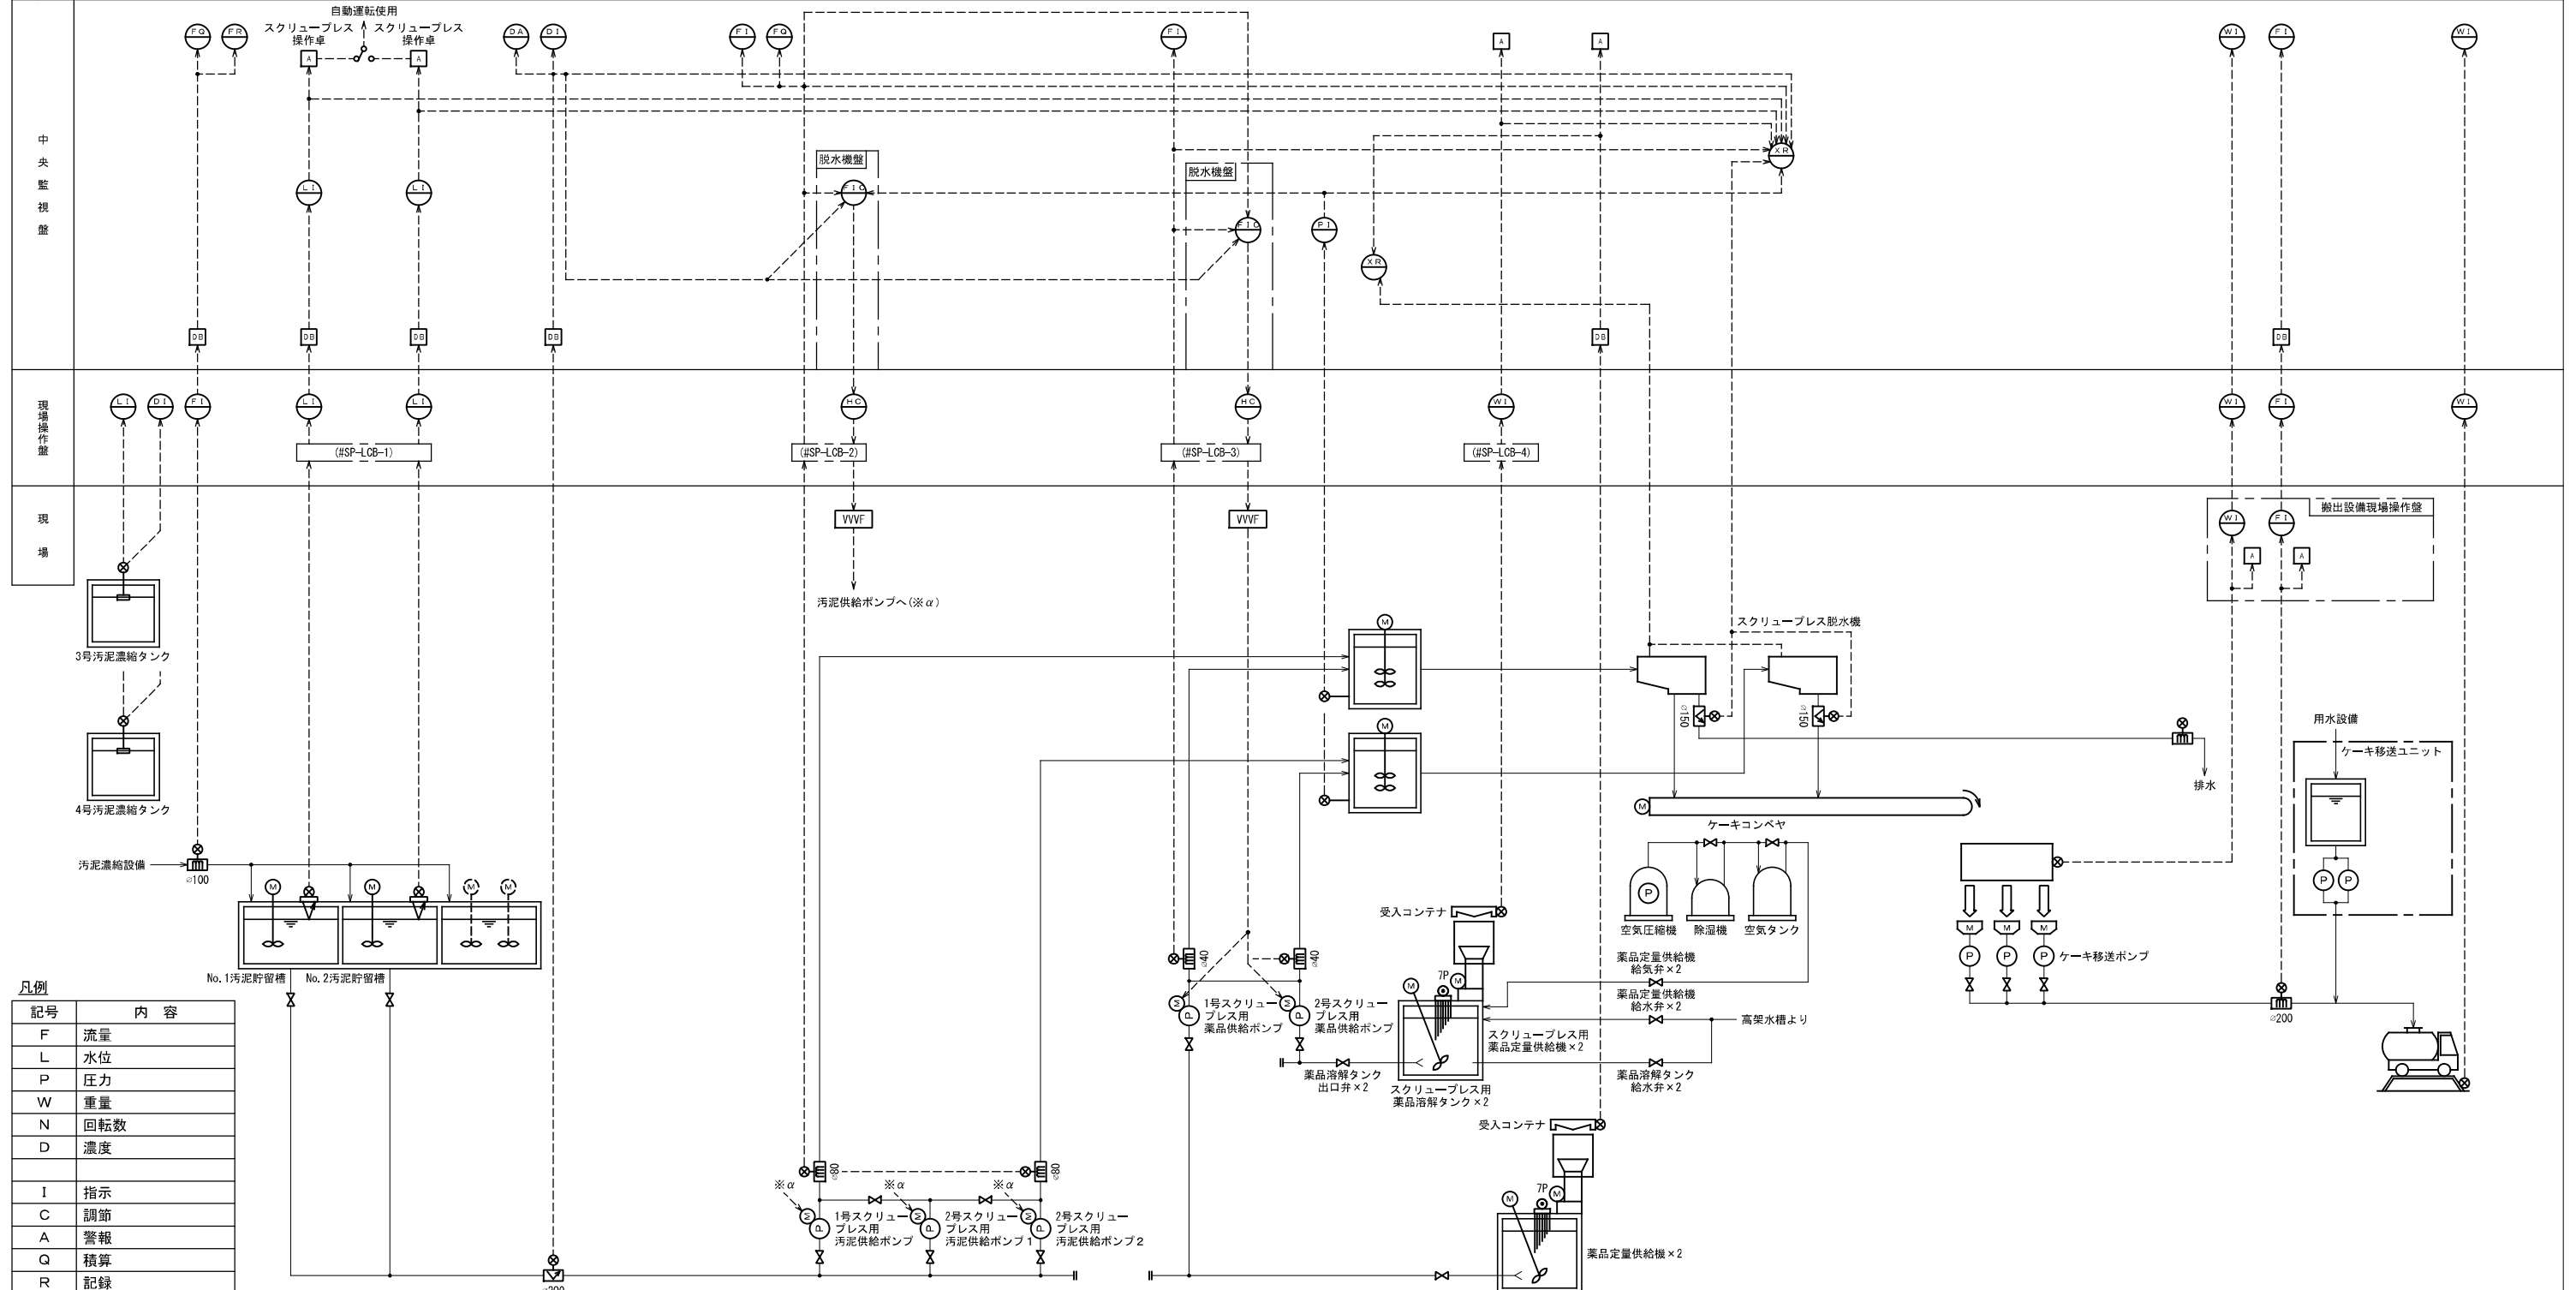 自動運転使用
スクリュープレス
操作卓
スクリュープレス
操作卓
FQ
FR
A
A
DA
DI
FI
FQ
FI
A
A
WI
FI
WI
中央監視盤
脱水機盤
脱水機盤
XR
LI
LI
FIC
FIC
PI
XR
DB
DB
DB
DB
DB
DB
現場操作盤
LI
DI
FI
LI
LI
HC
HC
WI
WI
FI
WI
(#SP-LCB-1)
(#SP-LCB-2)
(#SP-LCB-3)
(#SP-LCB-4)
現場
VVVF
VVVF
搬出設備現場操作盤
WI
FI
A
A
汚泥供給ポンプへ(※α)
3号汚泥濃縮タンク
4号汚泥濃縮タンク
M
M
スクリュープレス脱水機
⌀150
⌀150
用水設備
ケーキ移送ユニット
排水
M
ケーキコンベヤ
P
P
汚泥濃縮設備
⌀100
M
M
M
M
No.1汚泥貯留槽
No.2汚泥貯留槽
P
空気圧縮機
除湿機
空気タンク
受入コンテナ
M
M
M
P
P
P
ケーキ移送ポンプ
⌀40
⌀40
7P
M
M
薬品定量供給機
給気弁×2
薬品定量供給機
給水弁×2
高架水槽より
M
P
1号スクリュー
プレス用
薬品供給ポンプ
M
P
2号スクリュー
プレス用
薬品供給ポンプ
スクリュープレス用
薬品定量供給機×2
⌀200
薬品溶解タンク
出口弁×2
スクリュープレス用
薬品溶解タンク×2
薬品溶解タンク
給水弁×2
受入コンテナ
⌀80
⌀80
※α
※α
※α
7P
M
M
M
P
1号スクリュー
プレス用
汚泥供給ポンプ
M
P
2号スクリュー
プレス用
汚泥供給ポンプ1
M
P
2号スクリュー
プレス用
汚泥供給ポンプ2
薬品定量供給機×2
凡例
記号 内 容
F 流量
L 水位
P 圧力
W 重量
N 回転数
D 濃度
I 指示
C 調節
A 警報
Q 積算
R 記録